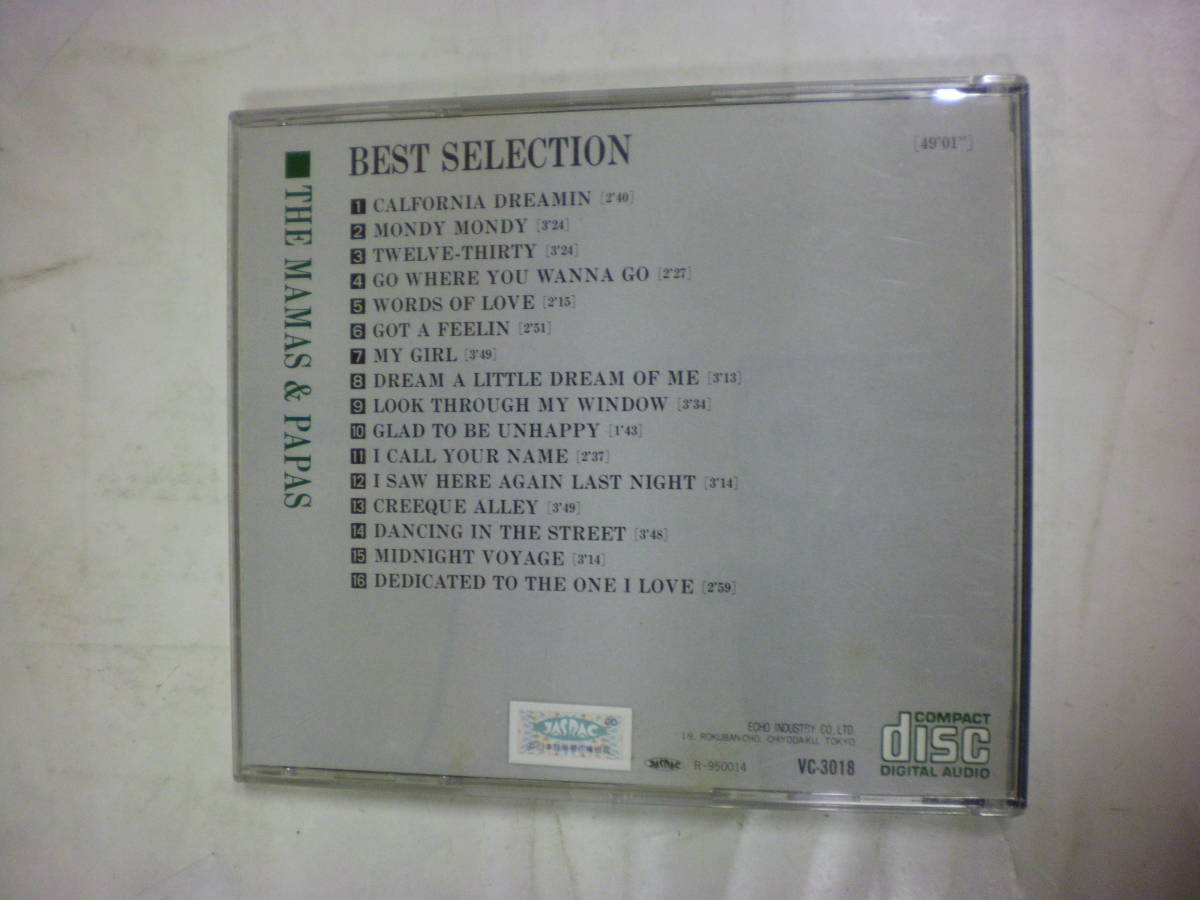 BEST SELECTION
[49'01"]
■ THE MAMAS & PAPAS
1 CALFORNIA DREAMIN [2'40]
2 MONDY MONDY [3'24]
3 TWELVE-THIRTY [3'24]
4 GO WHERE YOU WANNA GO [2'27]
5 WORDS OF LOVE [2'15]
6 GOT A FEELIN [2'51]
7 MY GIRL [3'49]
8 DREAM A LITTLE DREAM OF ME [3'13]
9 LOOK THROUGH MY WINDOW [3'34]
10 GLAD TO BE UNHAPPY [1'43]
11 I CALL YOUR NAME [2'37]
12 I SAW HERE AGAIN LAST NIGHT [3'14]
13 CREEQUE ALLEY [3'49]
14 DANCING IN THE STREET [3'48]
15 MIDNIGHT VOYAGE [3'14]
16 DEDICATED TO THE ONE I LOVE [2'59]
JASRAC
ECHO INDUSTRY CO., LTD.
19, ROKUBANCHO, CHIYODAKU, TOKYO
JASRAC R-950014 VC-3018
COMPACT
disc
DIGITAL AUDIO